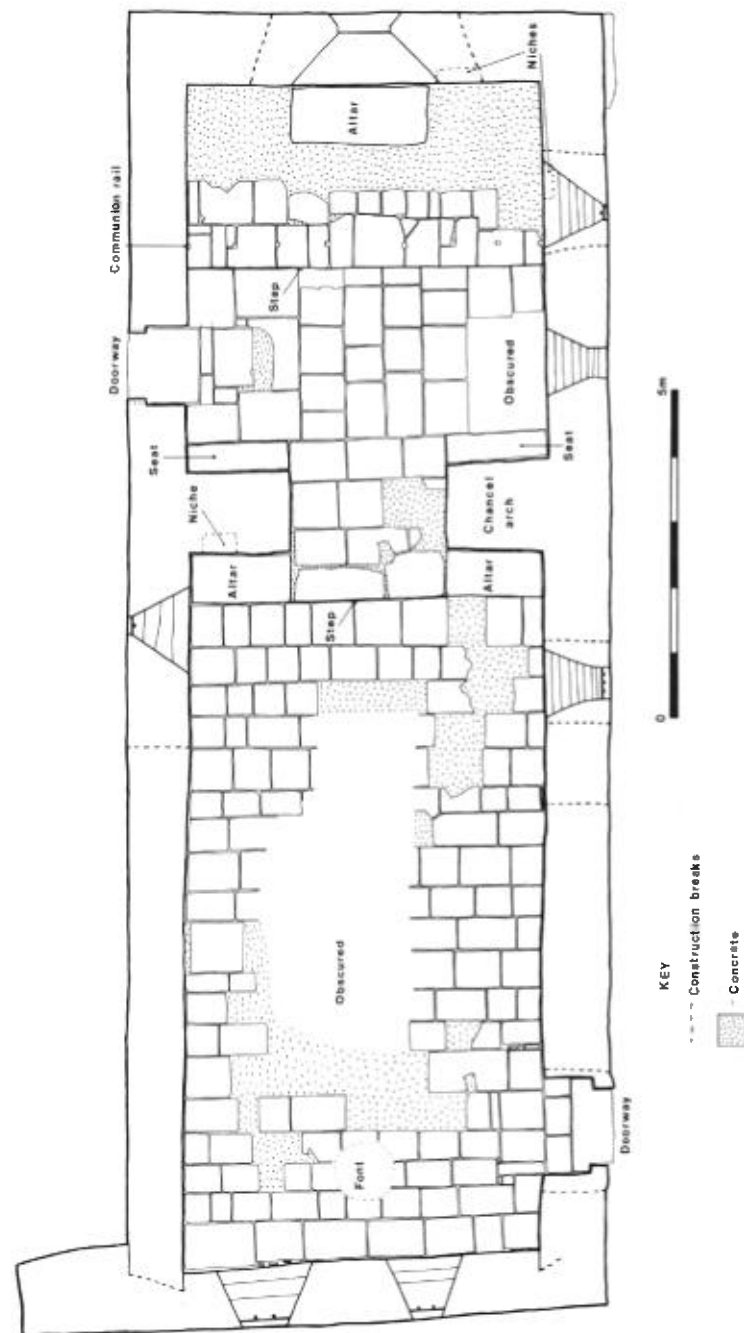 Niches
Altar
Communion rail
Step
Doorway
Obscured
Seat
Seat
Niche
Chancel
arch
Altar
Altar
Step
5m
0
Obscured
KEY
Construction breaks
Concrete
Font
Doorway